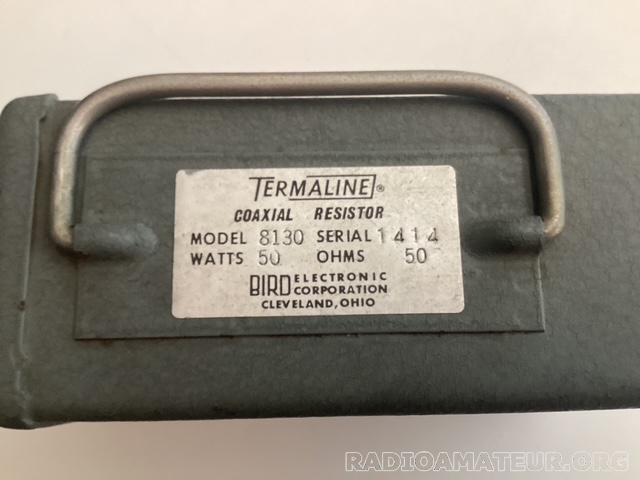 TERMALINE®
COAXIAL RESISTOR
MODEL 8130 SERIAL 1414
WATTS 50 OHMS 50
BIRD ELECTRONIC CORPORATION
CLEVELAND, OHIO
RADIOAMATEUR.ORG